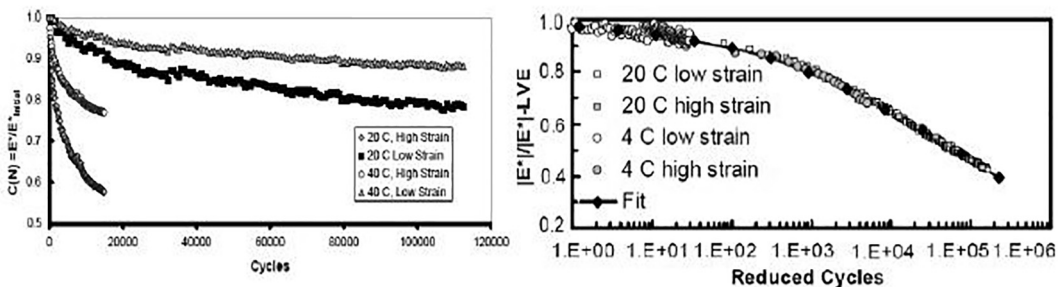 C(N) = E*/E*Initial
1.0
0.9
0.8
0.7
0.6
0.5
0
20000
40000
60000
80000
100000
120000
Cycles
20 C, High Strain
20 C Low Strain
40 C, High Strain
40 C, Low Strain
|E*|/|E*|-LVE
1.0
0.8
0.6
0.4
0.2
1.E+00
1.E+01
1.E+02
1.E+03
1.E+04
1.E+05
1.E+06
Reduced Cycles
20 C low strain
20 C high strain
4 C low strain
4 C high strain
Fit